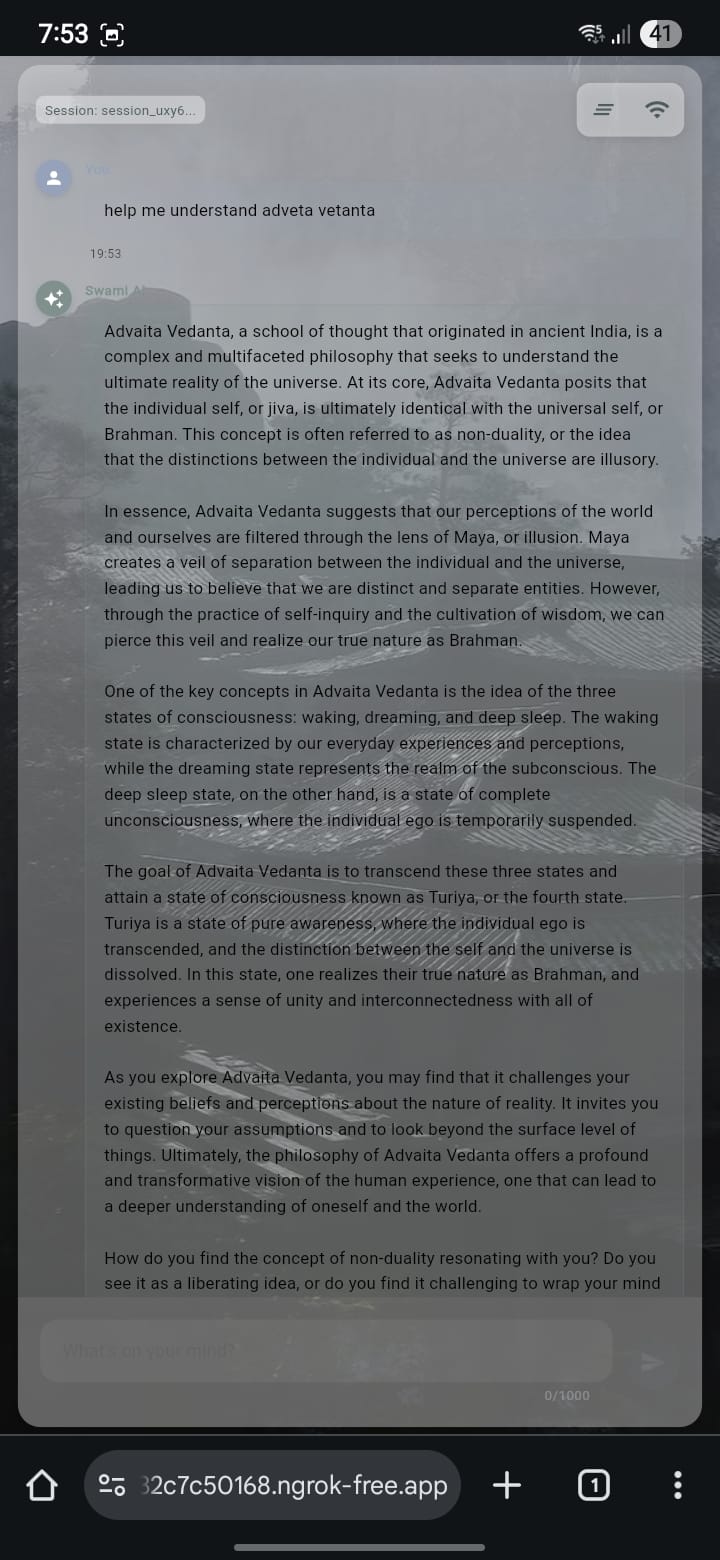 7:53
5
41
Session: session_uxy6...
You
help me understand adveta vetanta
19:53
Swami AI
Advaita Vedanta, a school of thought that originated in ancient India, is a
complex and multifaceted philosophy that seeks to understand the
ultimate reality of the universe. At its core, Advaita Vedanta posits that
the individual self, or jiva, is ultimately identical with the universal self, or
Brahman. This concept is often referred to as non-duality, or the idea
that the distinctions between the individual and the universe are illusory.
In essence, Advaita Vedanta suggests that our perceptions of the world
and ourselves are filtered through the lens of Maya, or illusion. Maya
creates a veil of separation between the individual and the universe,
leading us to believe that we are distinct and separate entities. However,
through the practice of self-inquiry and the cultivation of wisdom, we can
pierce this veil and realize our true nature as Brahman.
One of the key concepts in Advaita Vedanta is the idea of the three
states of consciousness: waking, dreaming, and deep sleep. The waking
state is characterized by our everyday experiences and perceptions,
while the dreaming state represents the realm of the subconscious. The
deep sleep state, on the other hand, is a state of complete
unconsciousness, where the individual ego is temporarily suspended.
The goal of Advaita Vedanta is to transcend these three states and
attain a state of consciousness known as Turiya, or the fourth state.
Turiya is a state of pure awareness, where the individual ego is
transcended, and the distinction between the self and the universe is
dissolved. In this state, one realizes their true nature as Brahman, and
experiences a sense of unity and interconnectedness with all of
existence.
As you explore Advaita Vedanta, you may find that it challenges your
existing beliefs and perceptions about the nature of reality. It invites you
to question your assumptions and to look beyond the surface level of
things. Ultimately, the philosophy of Advaita Vedanta offers a profound
and transformative vision of the human experience, one that can lead to
a deeper understanding of oneself and the world.
How do you find the concept of non-duality resonating with you? Do you
see it as a liberating idea, or do you find it challenging to wrap your mind
What's on your mind?
0/1000
32c7c50168.ngrok-free.app
1